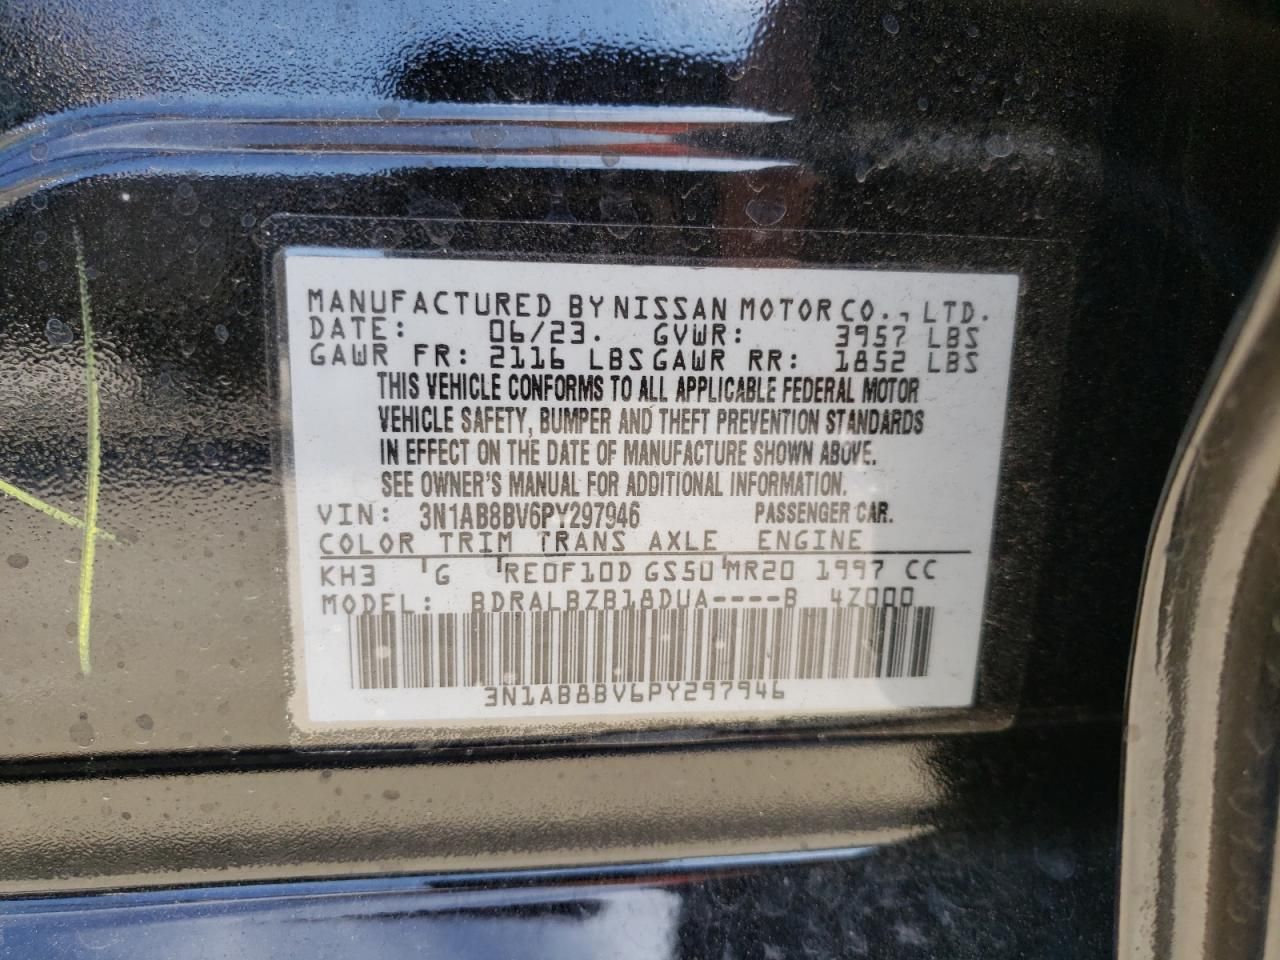 MANUFACTURED BY NISSAN MOTOR CO., LTD.
DATE: 06/23. GVWR: 3957 LBS
GAWR FR: 2116 LBS GAWR RR: 1852 LBS
THIS VEHICLE CONFORMS TO ALL APPLICABLE FEDERAL MOTOR
VEHICLE SAFETY, BUMPER AND THEFT PREVENTION STANDARDS
IN EFFECT ON THE DATE OF MANUFACTURE SHOWN ABOVE.
SEE OWNER'S MANUAL FOR ADDITIONAL INFORMATION.
VIN: 3N1AB8BV6PY297946 PASSENGER CAR.
COLOR TRIM TRANS AXLE ENGINE
KH3 G RE0F10D GS50 MR20 1997 CC
MODEL: BDRALBZB18DUA----B 4Z000
3N1AB8BV6PY297946